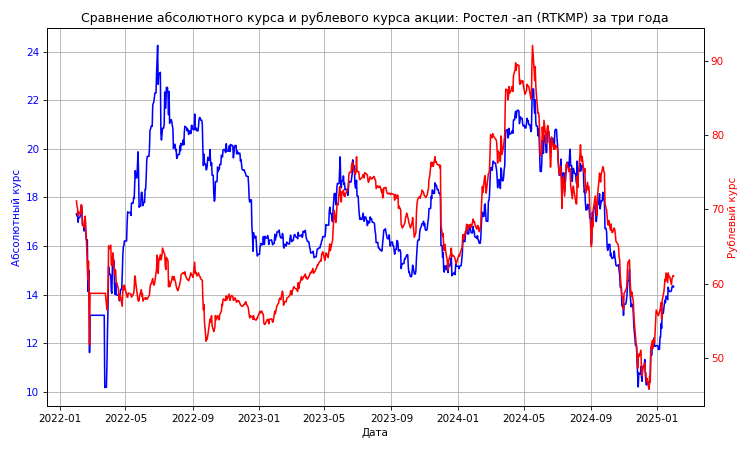 Сравнение абсолютного курса и рублевого курса акции: Ростел -ап (RTKMP) за три года
24
22
20
18
16
14
12
10
Абсолютный курс
90
80
70
60
50
Рублевый курс
2022-01 2022-05 2022-09 2023-01 2023-05 2023-09 2024-01 2024-05 2024-09 2025-01
Дата